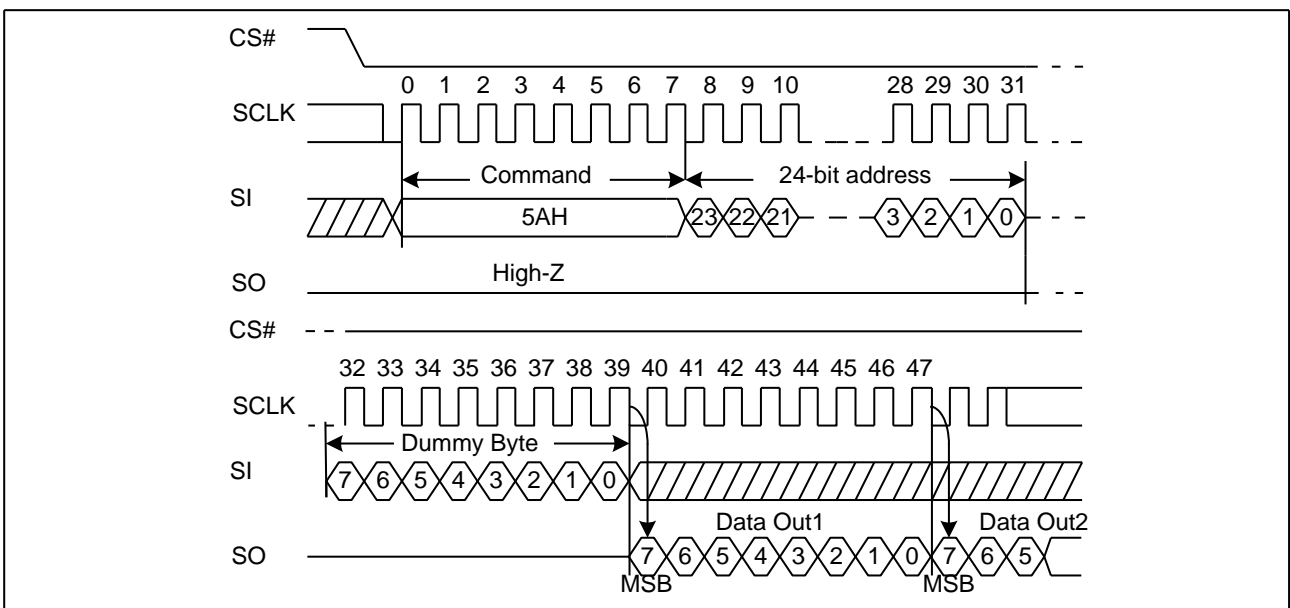 CS#
0 1 2 3 4 5 6 7 8 9 10 28 29 30 31
SCLK
Command 24-bit address
SI
5AH 23 22 21 3 2 1 0
High-Z
SO
CS#
32 33 34 35 36 37 38 39 40 41 42 43 44 45 46 47
SCLK
Dummy Byte
SI
7 6 5 4 3 2 1 0
Data Out1 Data Out2
SO
7 6 5 4 3 2 1 0 7 6 5
MSB MSB